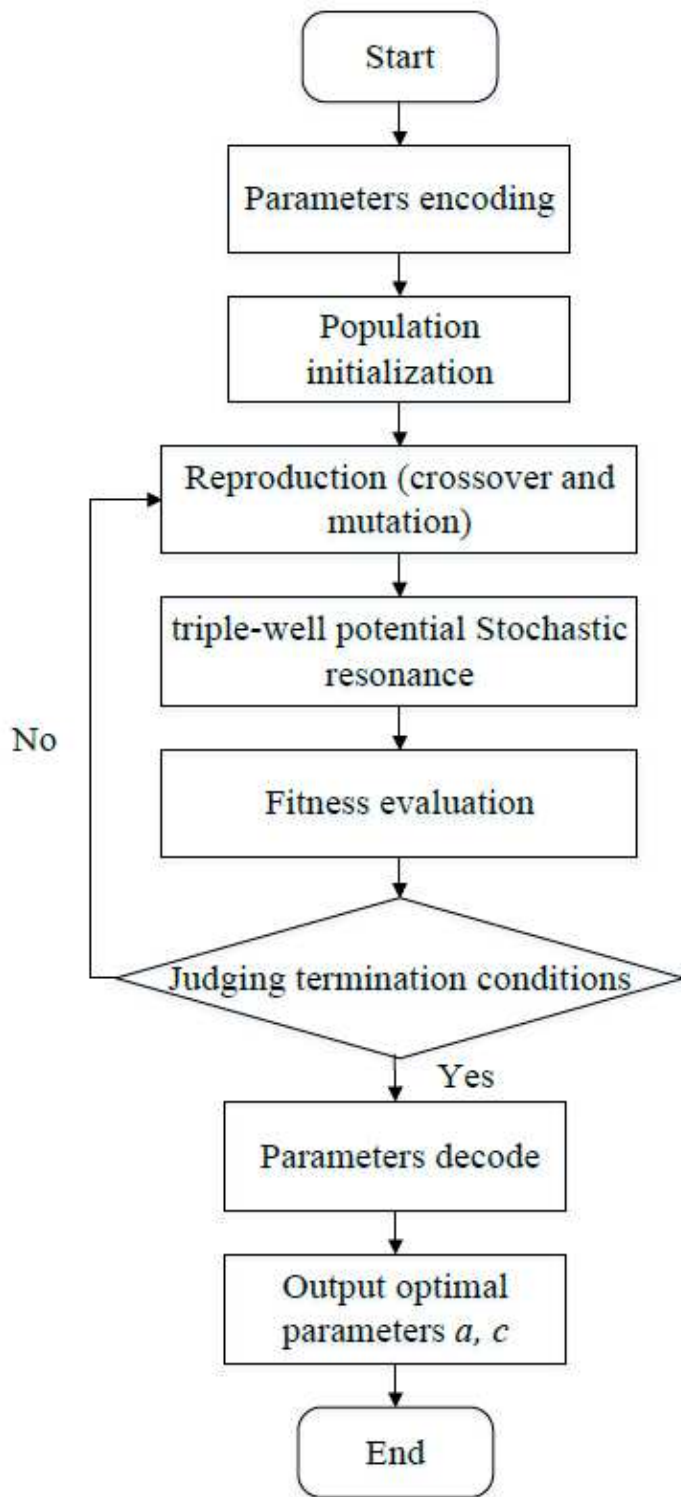 Start
Parameters encoding
Population
initialization
Reproduction (crossover and
mutation)
triple-well potential Stochastic
resonance
No
Fitness evaluation
Judging termination conditions
Yes
Parameters decode
Output optimal
parameters a, c
End